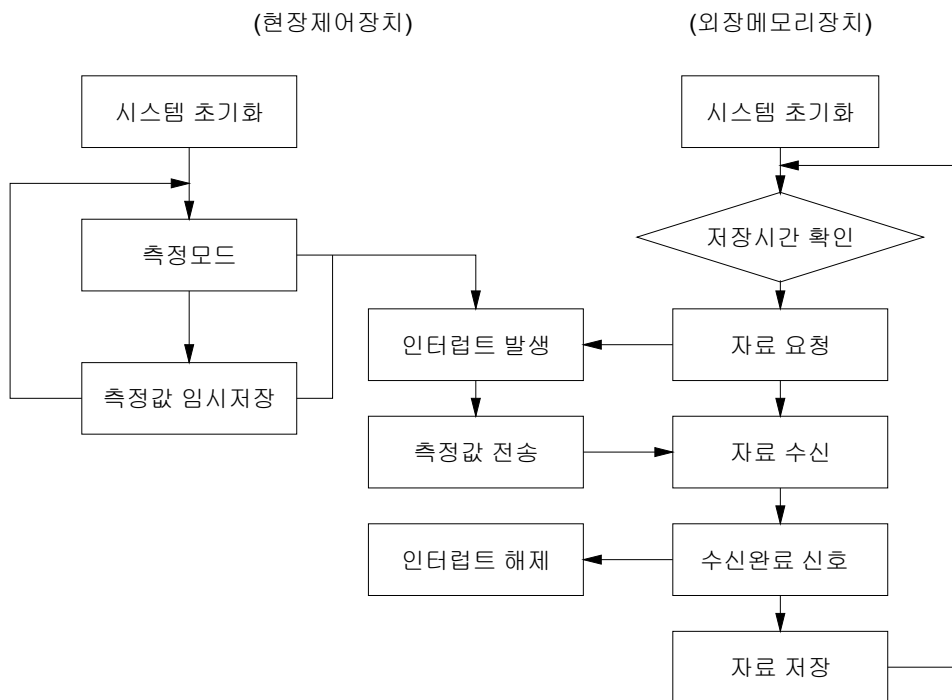 (현장제어장치)
(외장메모리장치)
시스템 초기화
시스템 초기화
저장시간 확인
측정모드
인터럽트 발생
자료 요청
측정값 임시저장
측정값 전송
자료 수신
인터럽트 해제
수신완료 신호
자료 저장